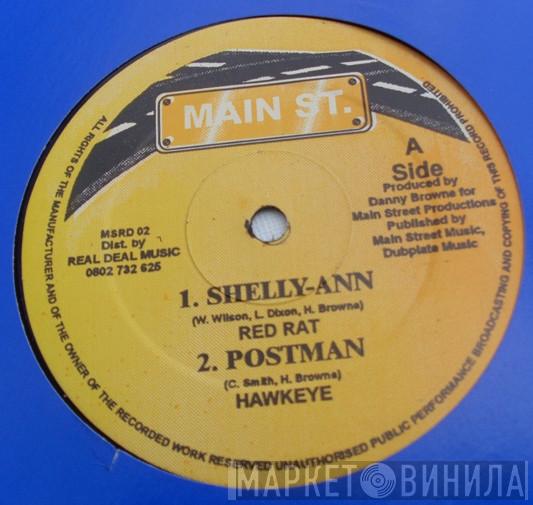 MAIN ST.
A
Side
Produced by
Danny Browne for
Main Street Productions
Published by
Main Street Music,
Dubplate Music
MSRD 02
Dist. by
REAL DEAL MUSIC
0802 732 625
1. SHELLY-ANN
(W. Wilson, L. Dixon, H. Browne)
RED RAT
2. POSTMAN
(C. Smith, H. Browne)
HAWKEYE
ALL RIGHTS OF THE MANUFACTURER AND OF THE OWNER OF THE RECORDED WORK RESERVED UNAUTHORISED PUBLIC PERFORMANCE BROADCASTING AND COPYING OF THIS RECORD PROHIBITED
МАРКЕТ ВИНИЛА